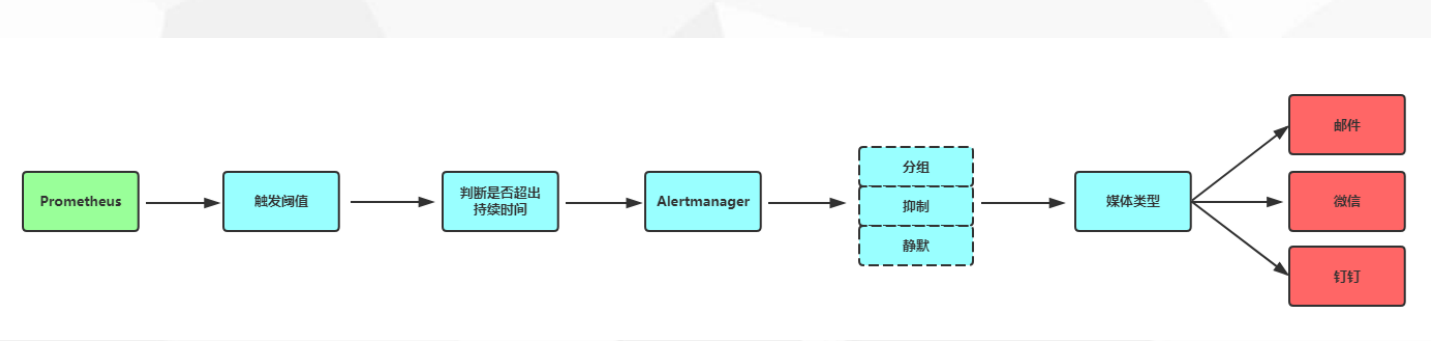 Prometheus
触发阈值
判断是否超出
持续时间
Alertmanager
分组
抑制
静默
媒体类型
邮件
微信
钉钉